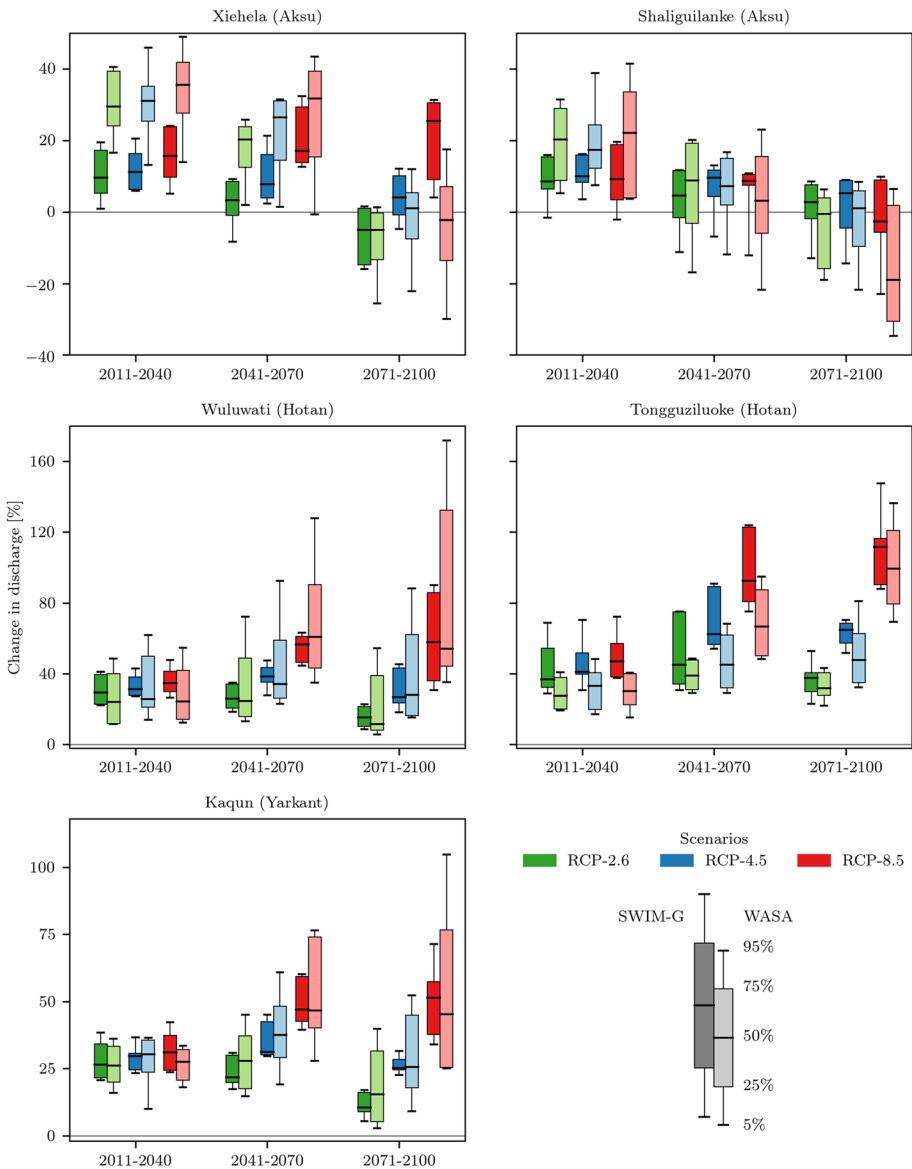 Xiehela (Aksu)
Shaliguilanke (Aksu)
40
20
0
−20
−40
2011-2040
2041-2070
2071-2100
2011-2040
2041-2070
2071-2100
Wuluwati (Hotan)
Tongguziluoke (Hotan)
Change in discharge [%]
160
120
80
40
0
2011-2040
2041-2070
2071-2100
2011-2040
2041-2070
2071-2100
Kaqun (Yarkant)
100
75
50
25
0
2011-2040
2041-2070
2071-2100
Scenarios
RCP-2.6
RCP-4.5
RCP-8.5
SWIM-G
WASA
95%
75%
50%
25%
5%